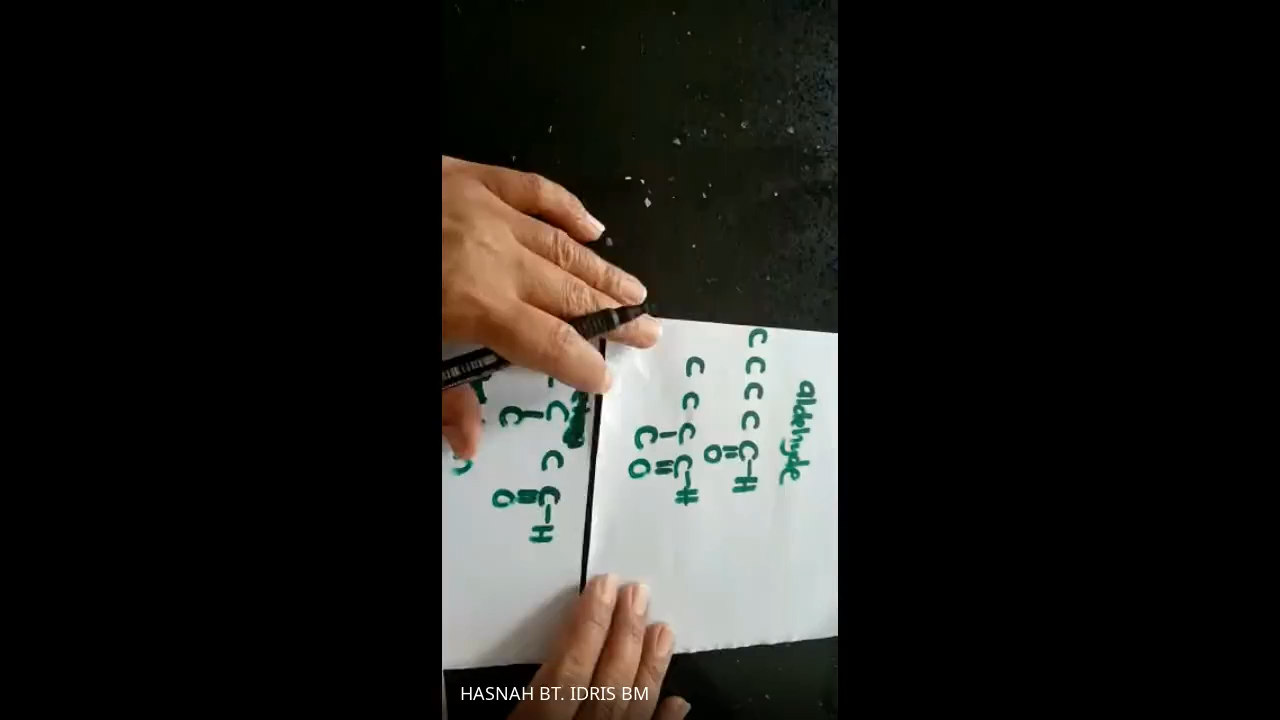 aldehyde
C C C C C-H
O
C C C C-H
C O
C C C-H
C O
C
HASNAH BT. IDRIS BM